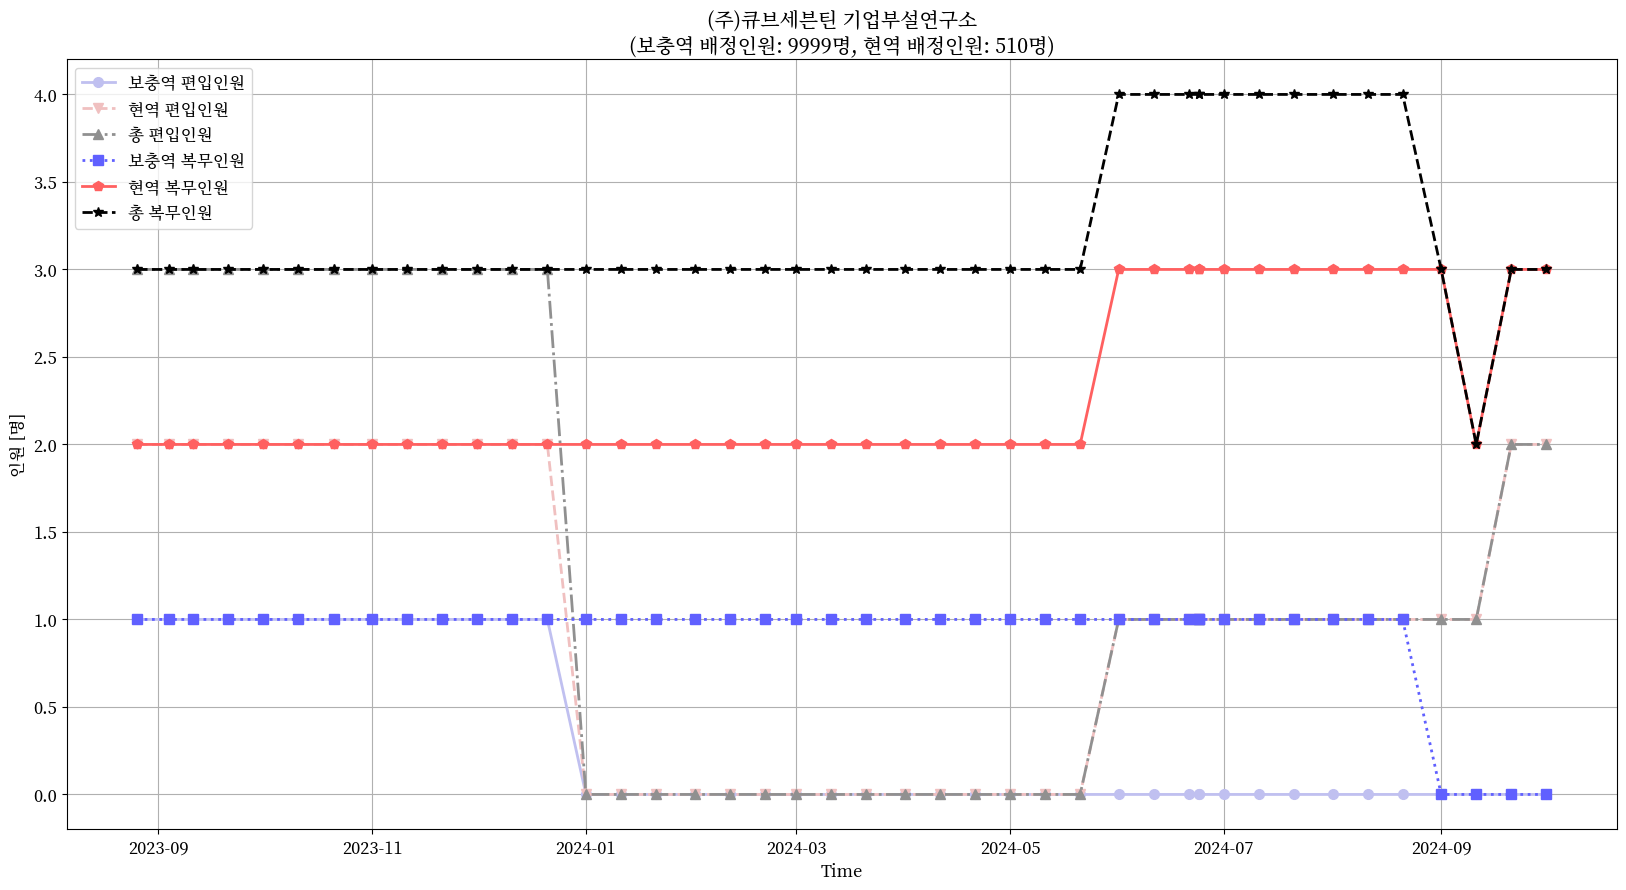 (주)큐브세븐틴 기업부설연구소
(보충역 배정인원: 9999명, 현역 배정인원: 510명)
보충역 편입인원
현역 편입인원
총 편입인원
보충역 복무인원
현역 복무인원
총 복무인원
4.0
3.5
3.0
2.5
2.0
1.5
1.0
0.5
0.0
인원 [명]
2023-09
2023-11
2024-01
2024-03
2024-05
2024-07
2024-09
Time